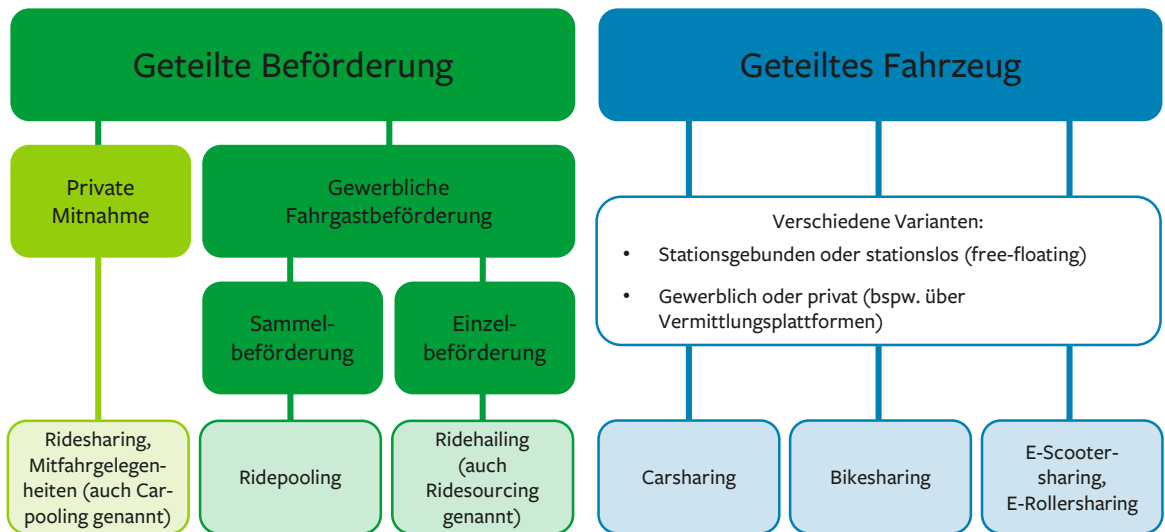 Geteilte Beförderung
Geteiltes Fahrzeug
Private
Mitnahme
Gewerbliche
Fahrgastbeförderung
Verschiedene Varianten:
• Stationsgebunden oder stationslos (free-floating)
• Gewerblich oder privat (bspw. über
Vermittlungsplattformen)
Sammel-
beförderung
Einzel-
beförderung
Ridesharing,
Mitfahrgelegen-
heiten (auch Car-
pooling genannt)
Ridepooling
Ridehailing
(auch
Ridesourcing
genannt)
Carsharing
Bikesharing
E-Scooter-
sharing,
E-Rollersharing